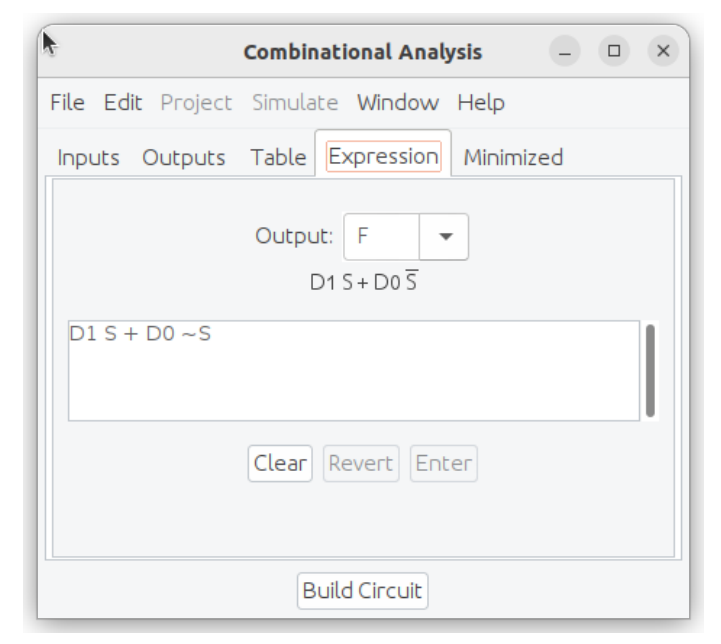 Combinational Analysis
File Edit Project Simulate Window Help
Inputs Outputs Table Expression Minimized
Output: F
D1 S + D0 S̅
D1 S + D0 ~S
Clear Revert Enter
Build Circuit